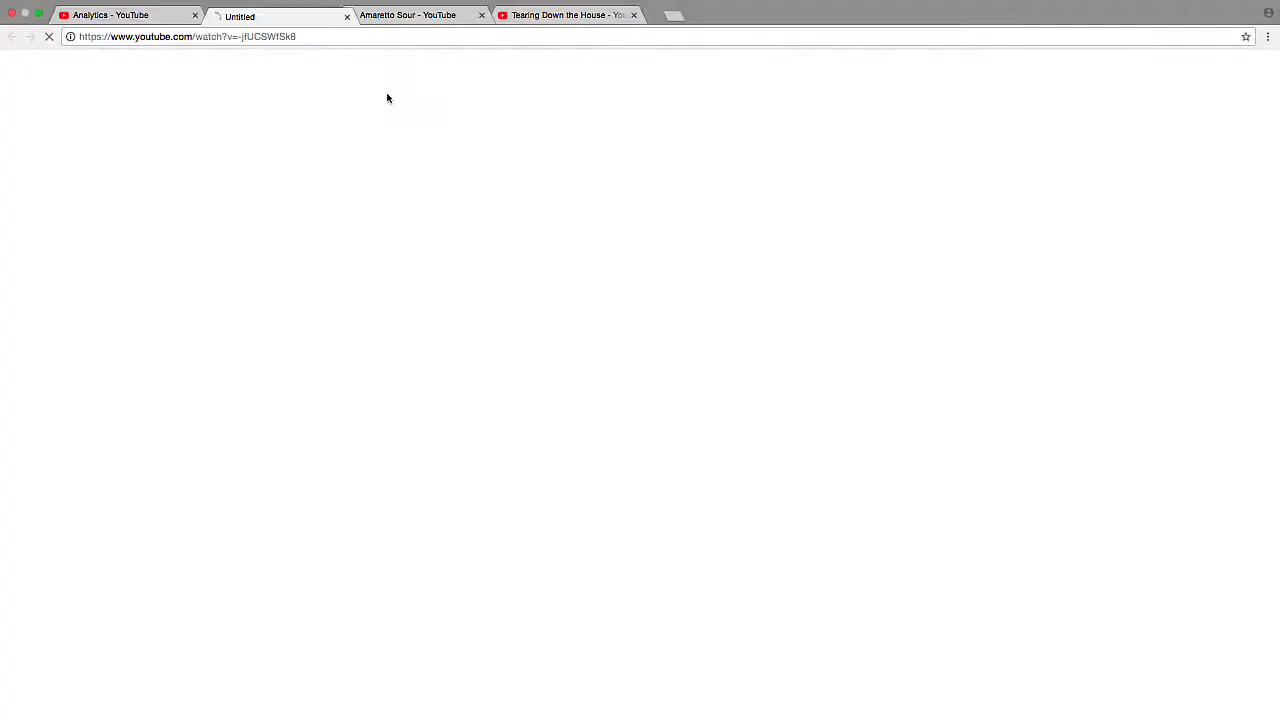 Analytics - YouTube
Untitled
Amaretto Sour - YouTube
Tearing Down the House - You
https://www.youtube.com/watch?v=-jfUCSWfSk8